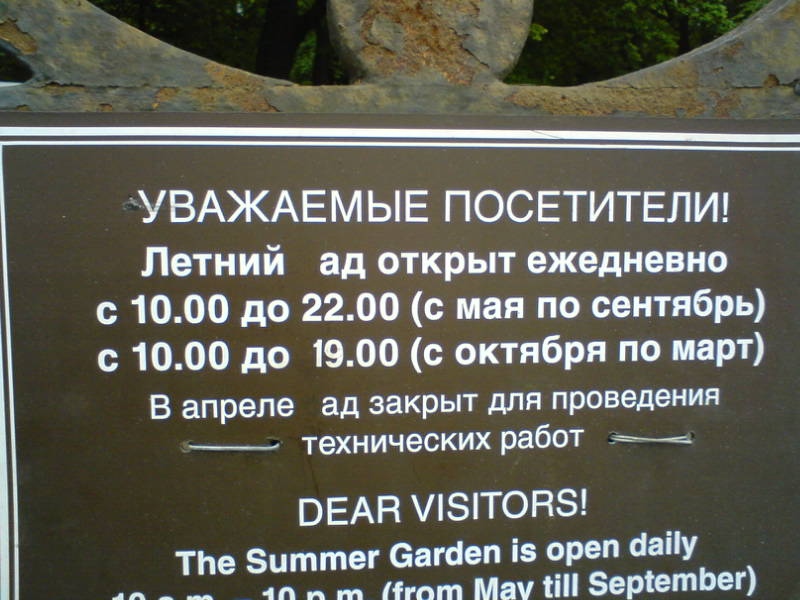 УВАЖАЕМЫЕ ПОСЕТИТЕЛИ!
Летний ад открыт ежедневно
с 10.00 до 22.00 (с мая по сентябрь)
с 10.00 до 19.00 (с октября по март)
В апреле ад закрыт для проведения
технических работ
DEAR VISITORS!
The Summer Garden is open daily
10 a.m. – 10 p.m. (from May till September)